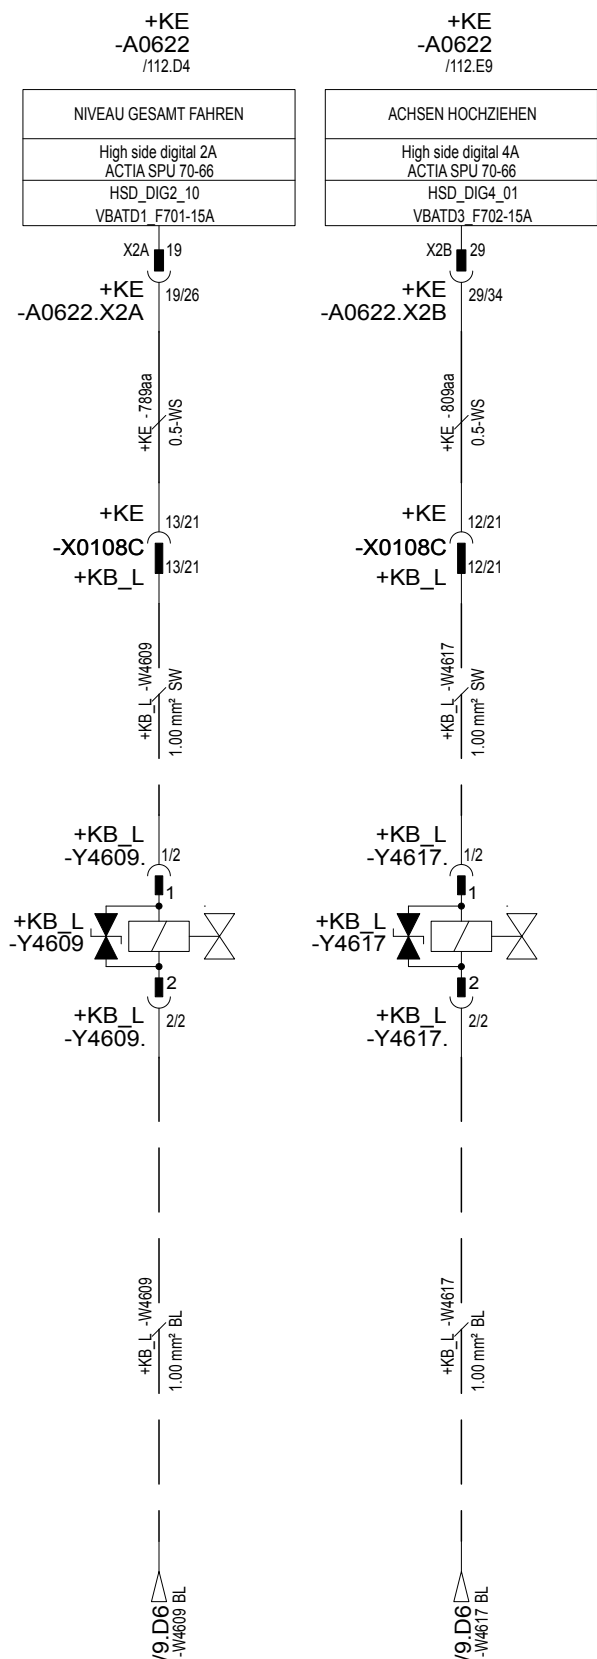 +KE
-A0622
/112.D4
NIVEAU GESAMT FAHREN
High side digital 2A
ACTIA SPU 70-66
HSD_DIG2_10
VBATD1_F701-15A
X2A 19
+KE
19/26
-A0622.X2A
+KE -789aa
0.5-WS
+KE
13/21
-X0108C
13/21
+KB_L
+KB_L -W4609
1.00 mm² SW
+KB_L
-Y4609. 1/2
1
+KB_L
-Y4609
2
+KB_L
2/2
-Y4609.
+KB_L -W4609
1.00 mm² BL
/9.D6
-W4609 BL
+KE
-A0622
/112.E9
ACHSEN HOCHZIEHEN
High side digital 4A
ACTIA SPU 70-66
HSD_DIG4_01
VBATD3_F702-15A
X2B 29
+KE
29/34
-A0622.X2B
+KE -809aa
0.5-WS
+KE
12/21
-X0108C
12/21
+KB_L
+KB_L -W4617
1.00 mm² SW
+KB_L
-Y4617. 1/2
1
+KB_L
-Y4617
2
+KB_L
2/2
-Y4617.
+KB_L -W4617
1.00 mm² BL
/9.D6
-W4617 BL